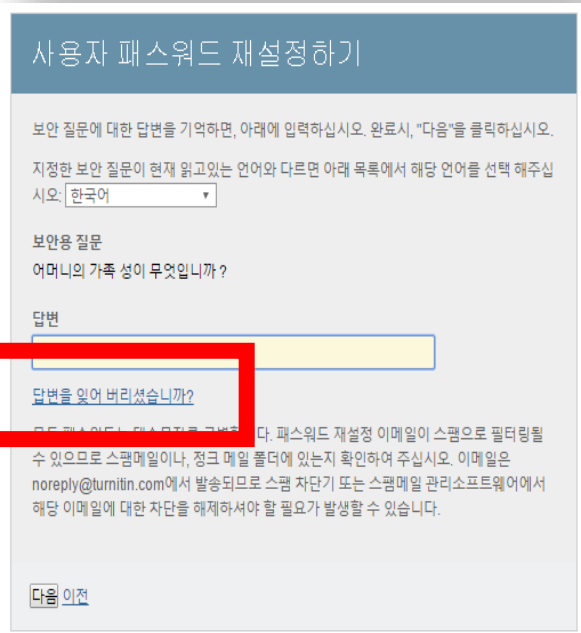 사용자 패스워드 재설정하기
보안 질문에 대한 답변을 기억하면, 아래에 입력하십시오. 완료시, "다음"을 클릭하십시오.
지정한 보안 질문이 현재 읽고있는 언어와 다르면 아래 목록에서 해당 언어를 선택 해주십
시오: 한국어
보안용 질문
어머니의 가족 성이 무엇입니까?
답변
답변을 잊어 버리셨습니까?
다. 패스워드 재설정 이메일이 스팸으로 필터링될
수 있으므로 스팸메일이나, 정크 메일 폴더에 있는지 확인하여 주십시오. 이메일은
noreply@turnitin.com에서 발송되므로 스팸 차단기 또는 스팸메일 관리소프트웨어에서
해당 이메일에 대한 차단을 해제하셔야 할 필요가 발생할 수 있습니다.
다음 이전